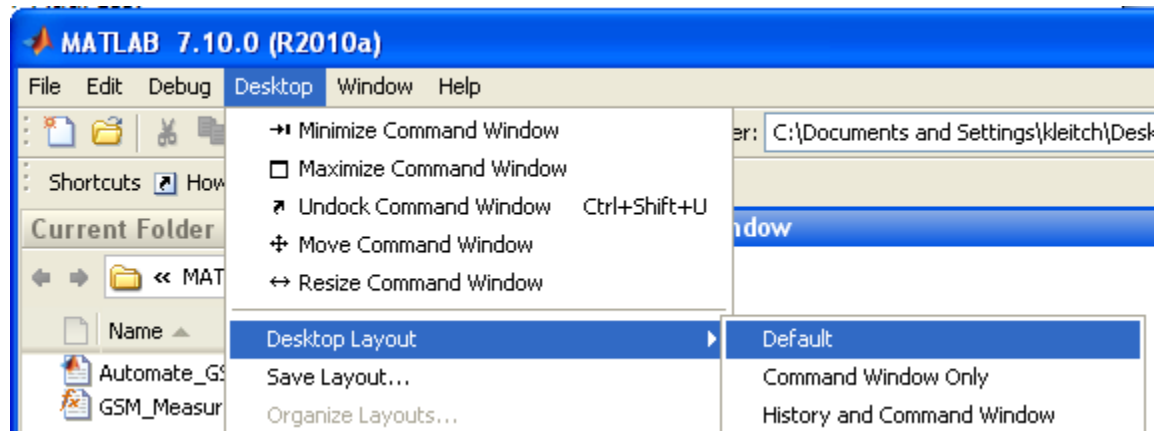 MATLAB 7.10.0 (R2010a)
File Edit Debug Desktop Window Help
Minimize Command Window
er: C:\Documents and Settings\kleitch\Desk
Maximize Command Window
Shortcuts How
Undock Command Window Ctrl+Shift+U
Current Folder
ndow
Move Command Window
« MAT
Resize Command Window
Name
Desktop Layout
Default
Automate_GS
Save Layout...
Command Window Only
GSM_Measur
Organize Layouts...
History and Command Window